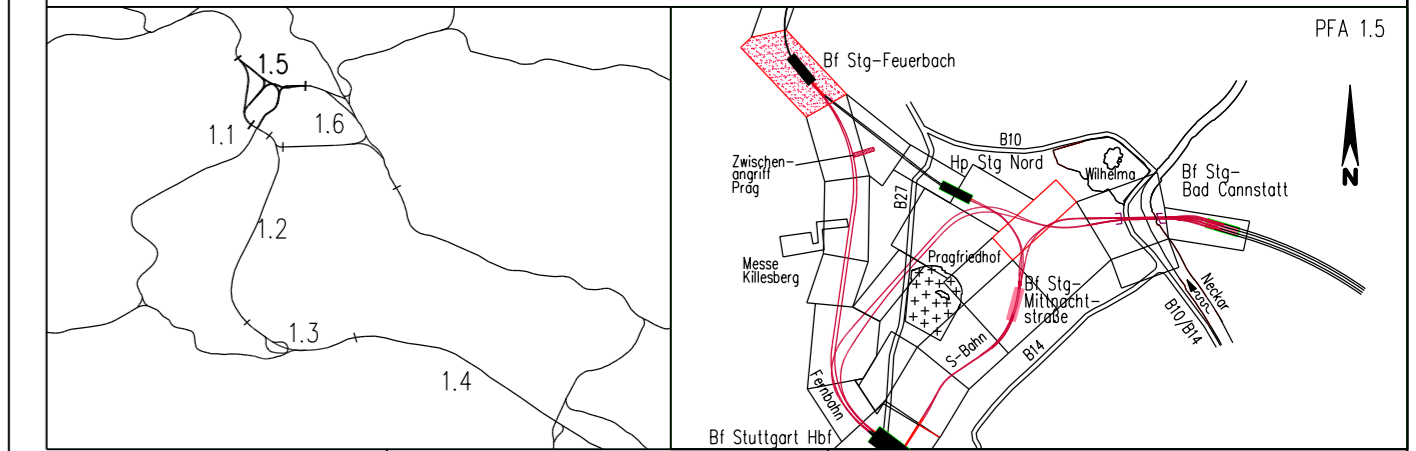 1.5
1.1
1.6
1.2
1.3
1.4
PFA 1.5
Bf Stg-Feuerbach
B10
Zwischen-
angriff
Prag
Hp Stg Nord
Wilhelma
Bf Stg-
Bad Cannstatt
N
B27
Messe
Killesberg
Pragfriedhof
Bf Stg-
Mittnacht-
straße
Neckar
B10/B14
S-Bahn
B14
Fernbahn
Bf Stuttgart Hbf